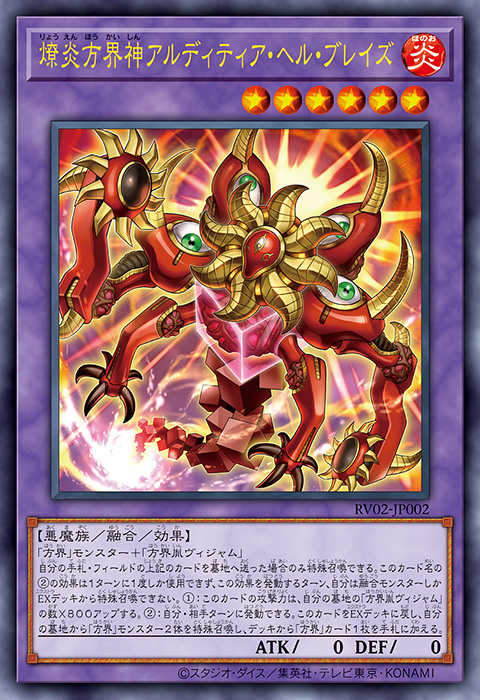 燎炎方界神アルディティア・ヘル・ブレイズ
炎
RV02-JP002
【悪魔族／融合／効果】
「方界」モンスター＋「方界胤ヴィジャム」
自分の手札・フィールドの上記のカードを墓地へ送った場合のみ特殊召喚できる。このカード名の
②の効果は1ターンに1度しか使用できず、この効果を発動するターン、自分は融合モンスターしか
EXデッキから特殊召喚できない。①：このカードの攻撃力は、自分の墓地の「方界胤ヴィジャム」
の数×800アップする。②：自分・相手ターンに発動できる。このカードをEXデッキに戻し、自分
の墓地から「方界」モンスター２体を特殊召喚し、デッキから「方界」カード１枚を手札に加える。
ATK/ 0 DEF/ 0
©スタジオ・ダイス／集英社・テレビ東京・KONAMI